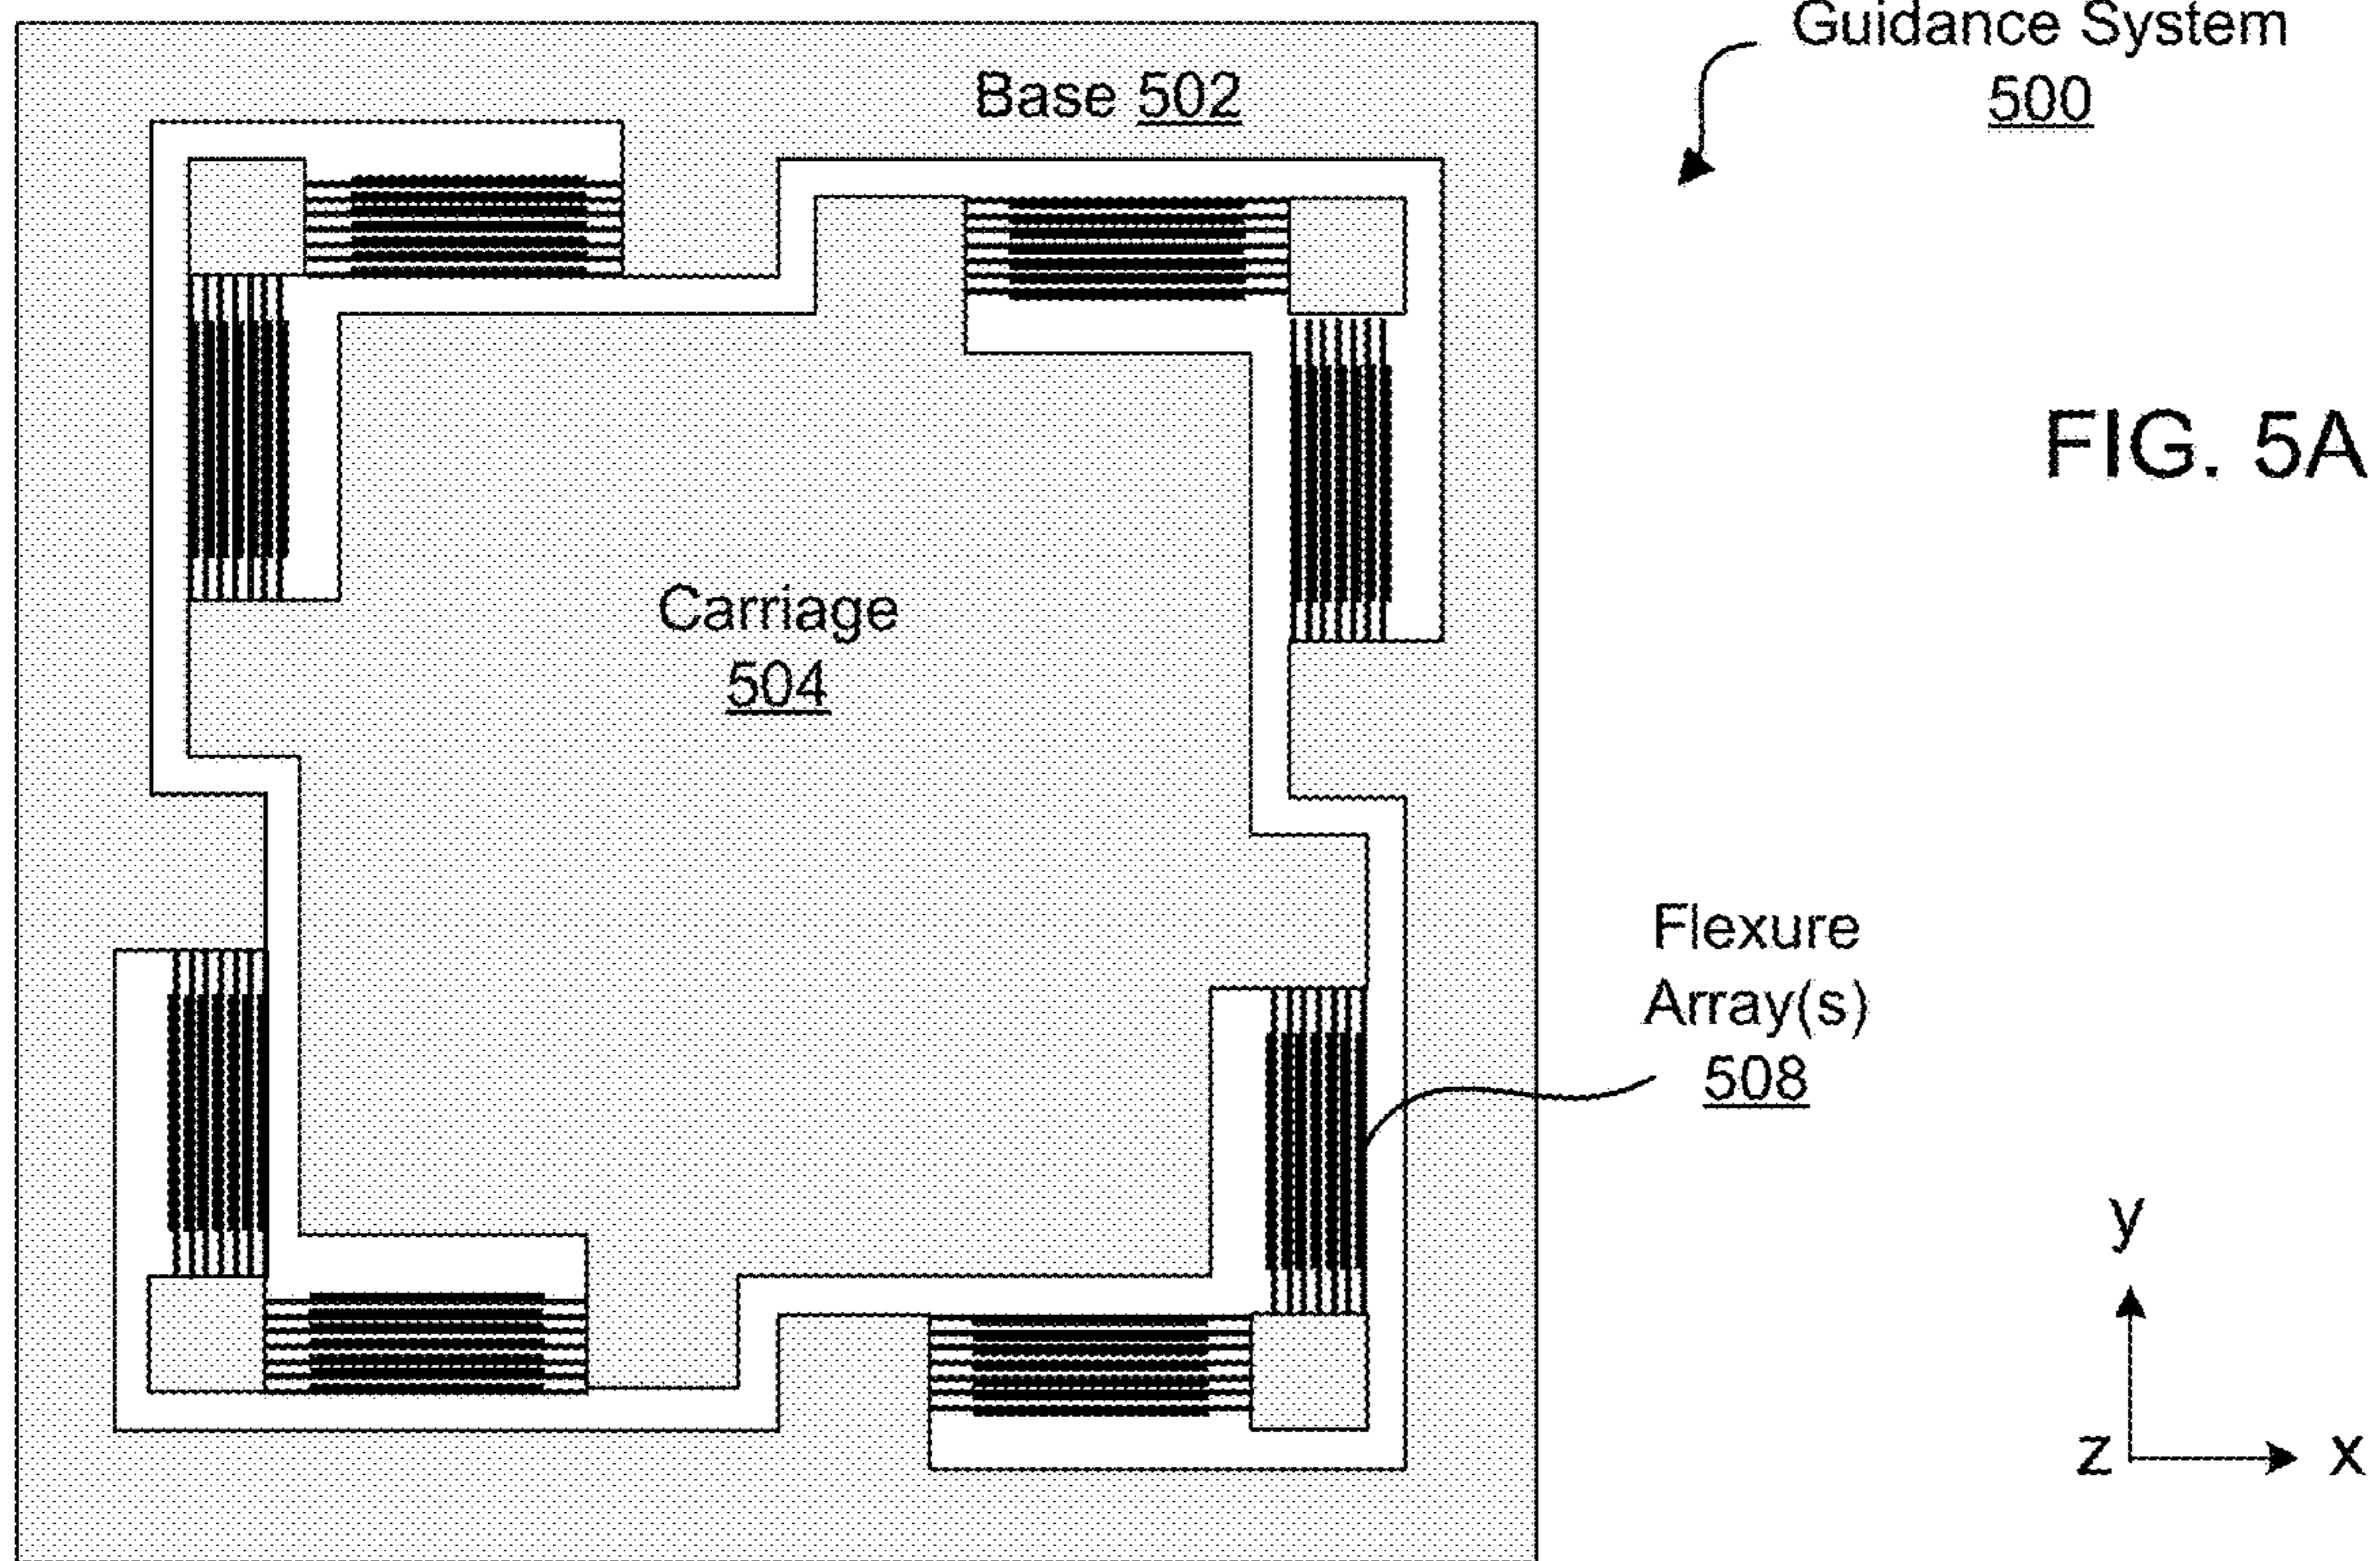 Guidance System
500
Base 502
FIG. 5A
Carriage
504
Flexure
Array(s)
508
y
z
x